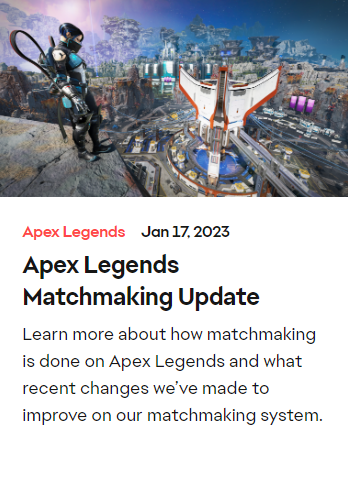 Apex Legends Jan 17, 2023
Apex Legends
Matchmaking Update
Learn more about how matchmaking
is done on Apex Legends and what
recent changes we’ve made to
improve on our matchmaking system.